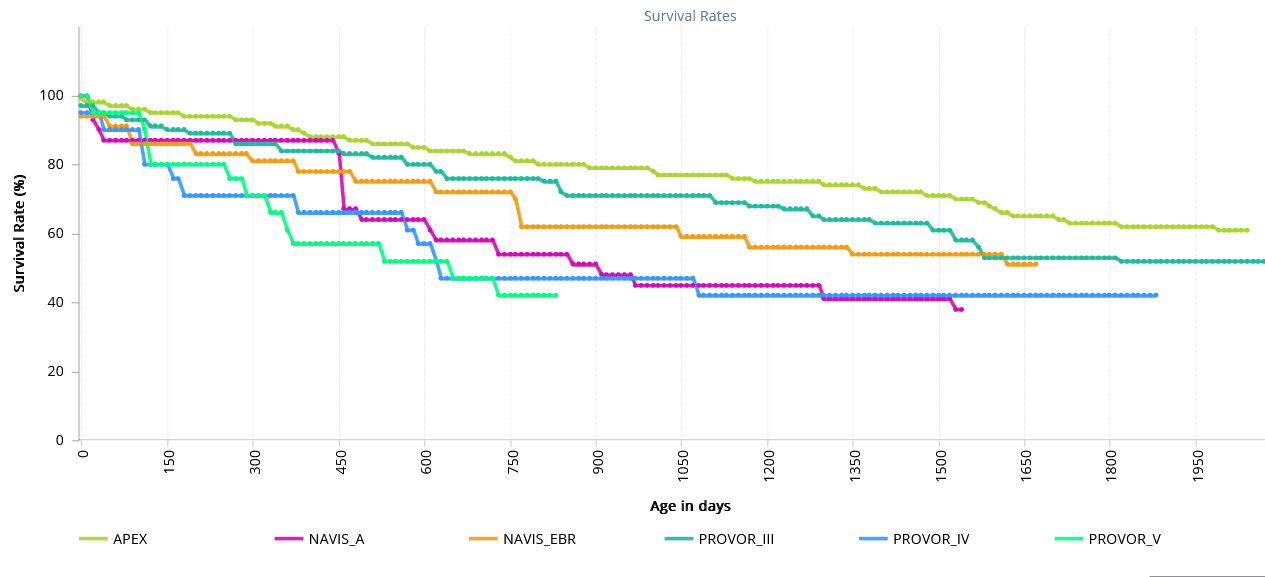 Survival Rates
100
80
60
40
20
0
Survival Rate (%)
0 150 300 450 600 750 900 1050 1200 1350 1500 1650 1800 1950
Age in days
APEX NAVIS_A NAVIS_EBR PROVOR_III PROVOR_IV PROVOR_V